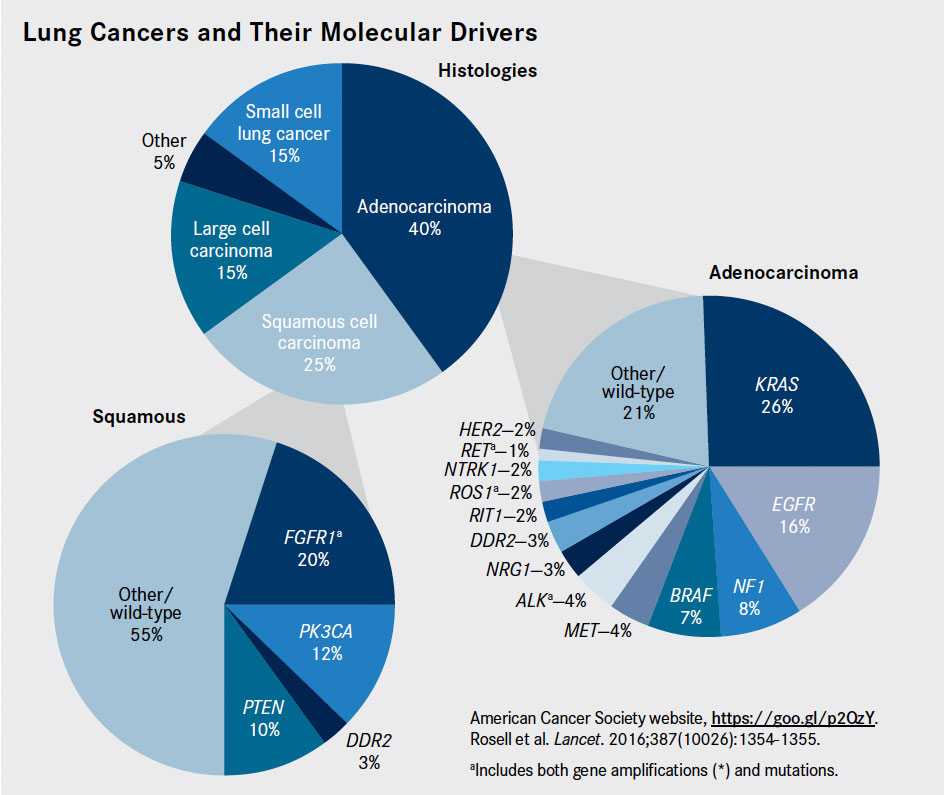 Lung Cancers and Their Molecular Drivers
Histologies
Small cell
lung cancer
15%
Other
5%
Adenocarcinoma
40%
Large cell
carcinoma
15%
Squamous cell
carcinoma
25%
Adenocarcinoma
Other/
wild-type
21%
KRAS
26%
HER2—2%
RETᵃ—1%
NTRK1—2%
ROS1ᵃ—2%
RIT1—2%
DDR2—3%
NRG1—3%
ALKᵃ—4%
MET—4%
BRAF
7%
NF1
8%
EGFR
16%
Squamous
FGFR1ᵃ
20%
Other/
wild-type
55%
PK3CA
12%
PTEN
10%
DDR2
3%
American Cancer Society website, https://goo.gl/p2OzY.
Rosell et al. Lancet. 2016;387(10026):1354-1355.
ᵃIncludes both gene amplifications (*) and mutations.